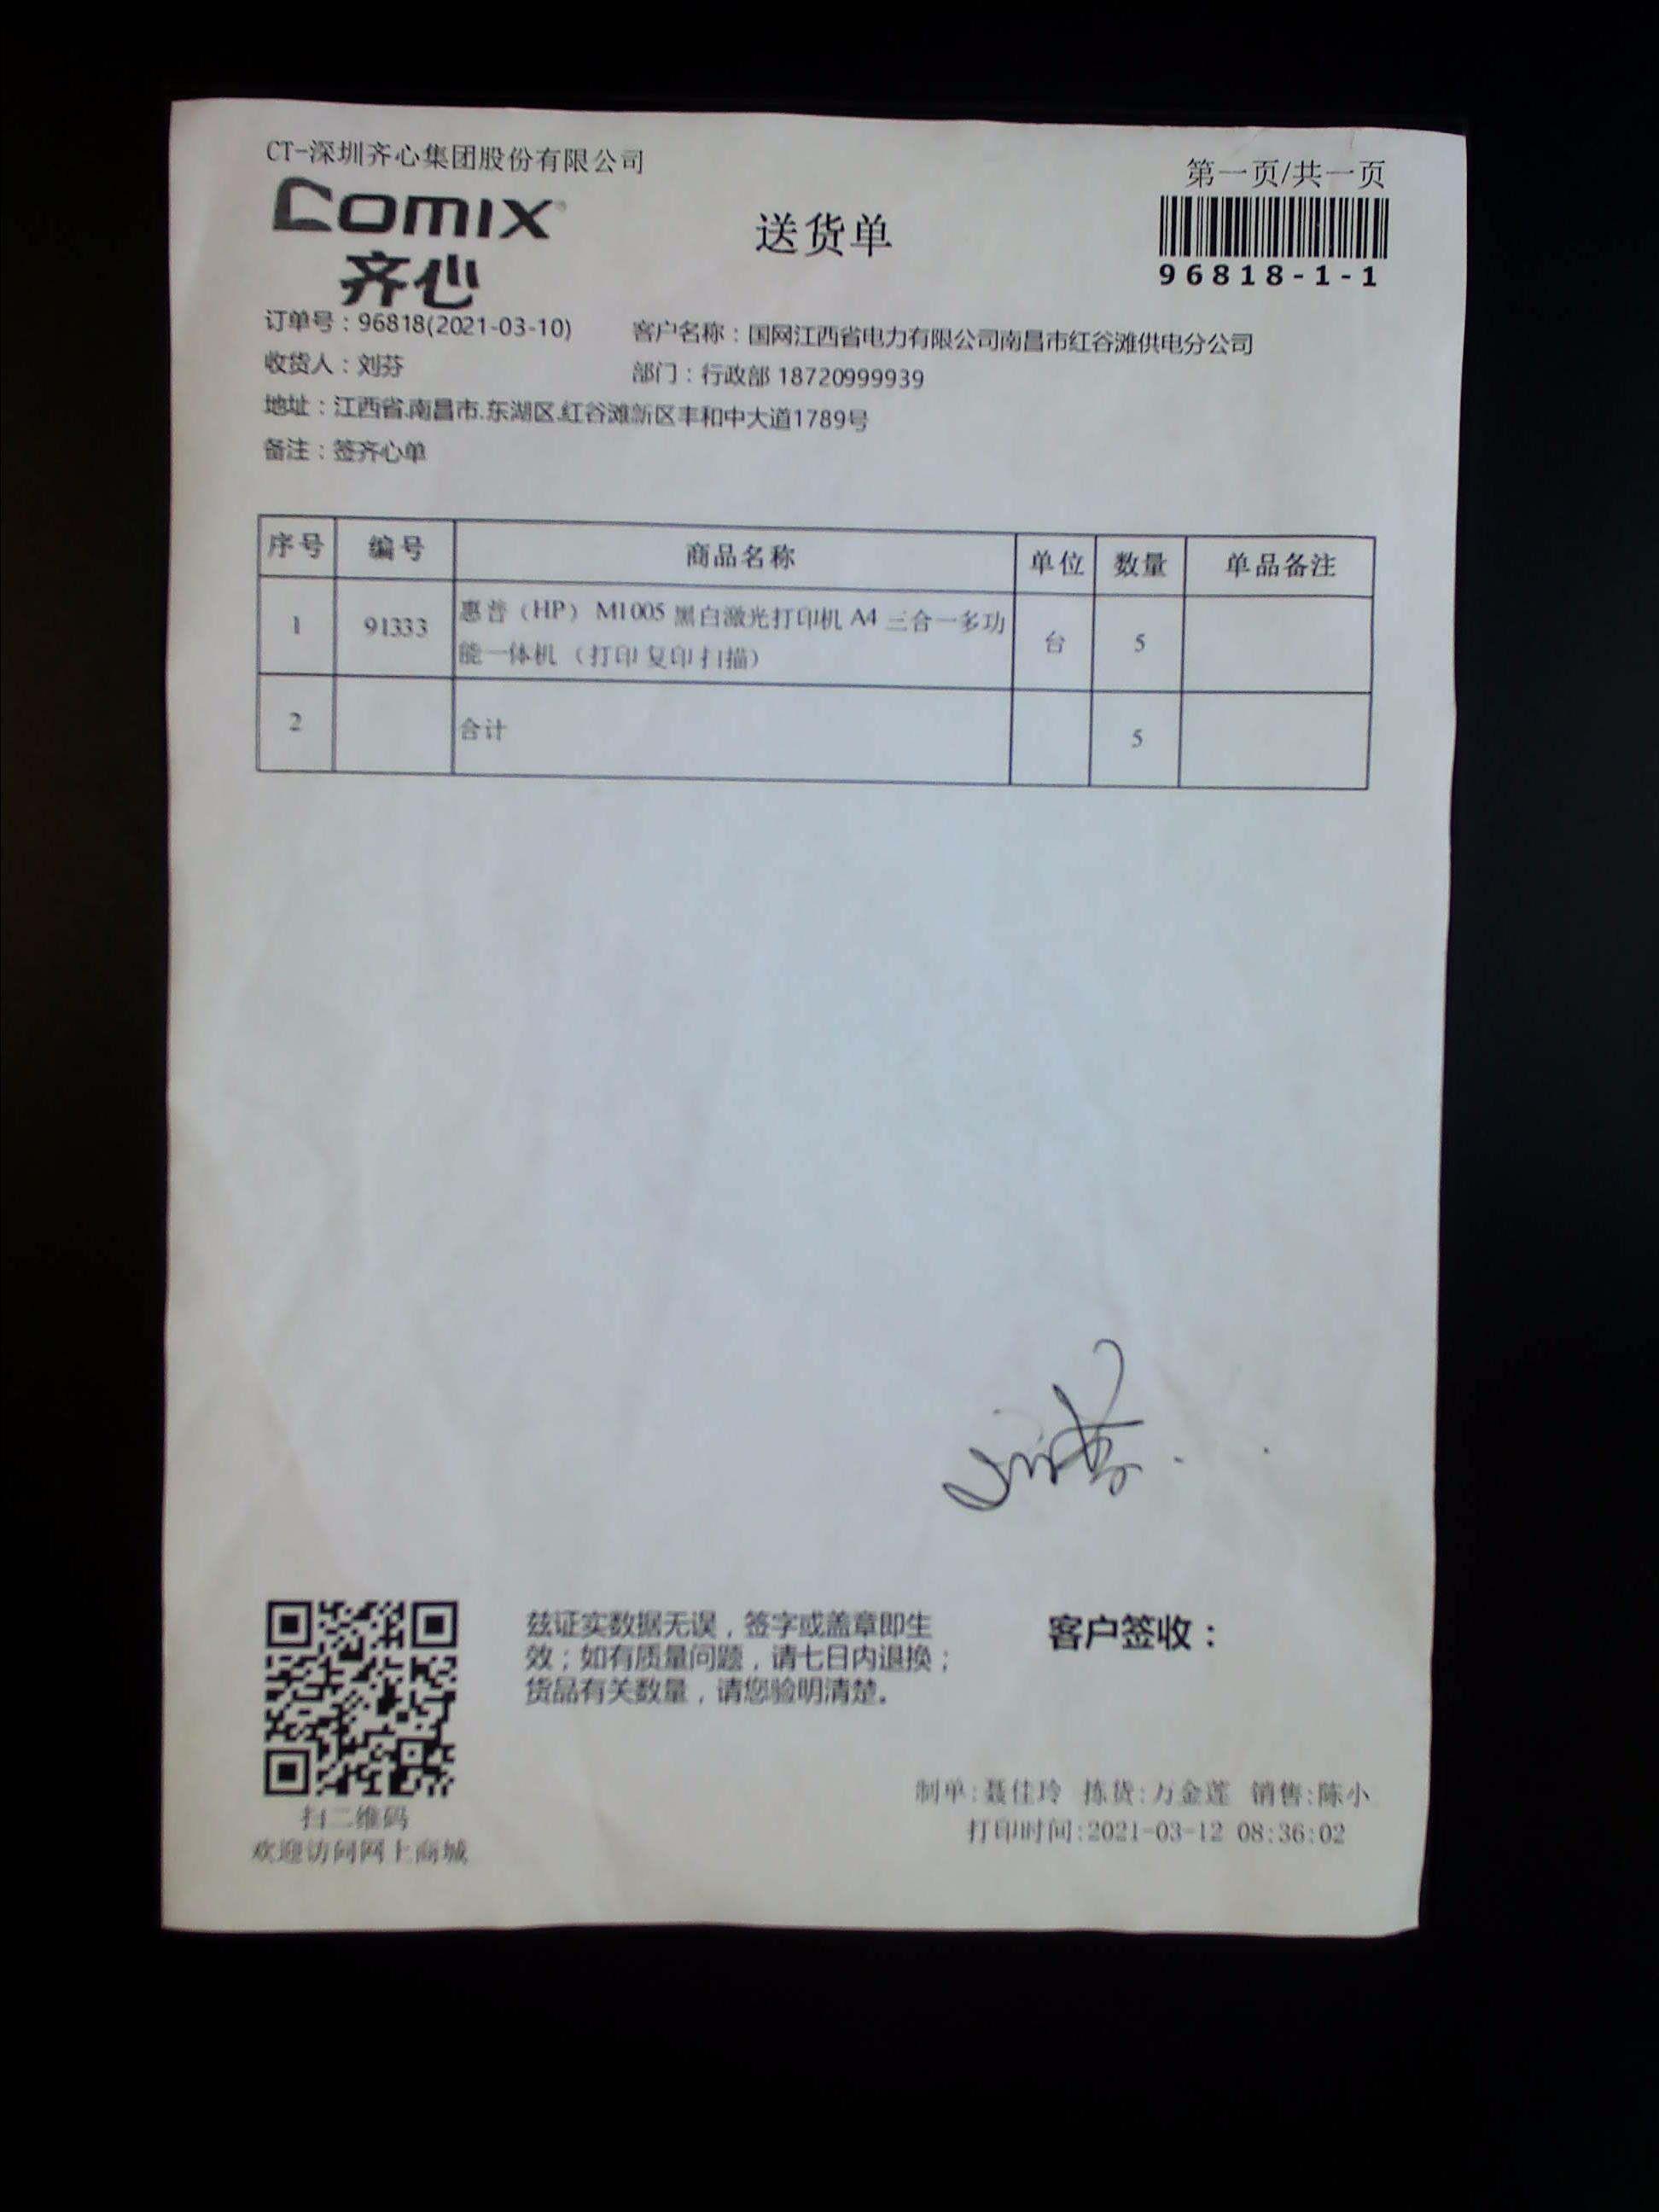 CT-深圳齐心集团股份有限公司
第一页/共一页
COMIX
齐心
送货单
96818-1-1
订单号：96818(2021-03-10)
客户名称：国网江西省电力有限公司南昌市红谷滩供电分公司
收货人：刘芬
部门：行政部 18720999939
地址：江西省.南昌市.东湖区.红谷滩新区丰和中大道1789号
备注：签齐心单
序号 编号 商品名称 单位 数量 单品备注
1 91333 惠普（HP） M1005 黑白激光打印机 A4 三合一多功
能一体机 （打印 复印 扫描） 台 5
2 合计 5
兹证实数据无误，签字或盖章即生
效；如有质量问题，请七日内退换；
货品有关数量，请您验明清楚。
客户签收：
扫二维码
欢迎访问网上商城
制单:聂佳玲 拣货:万金莲 销售:陈小
打印时间:2021-03-12 08:36:02